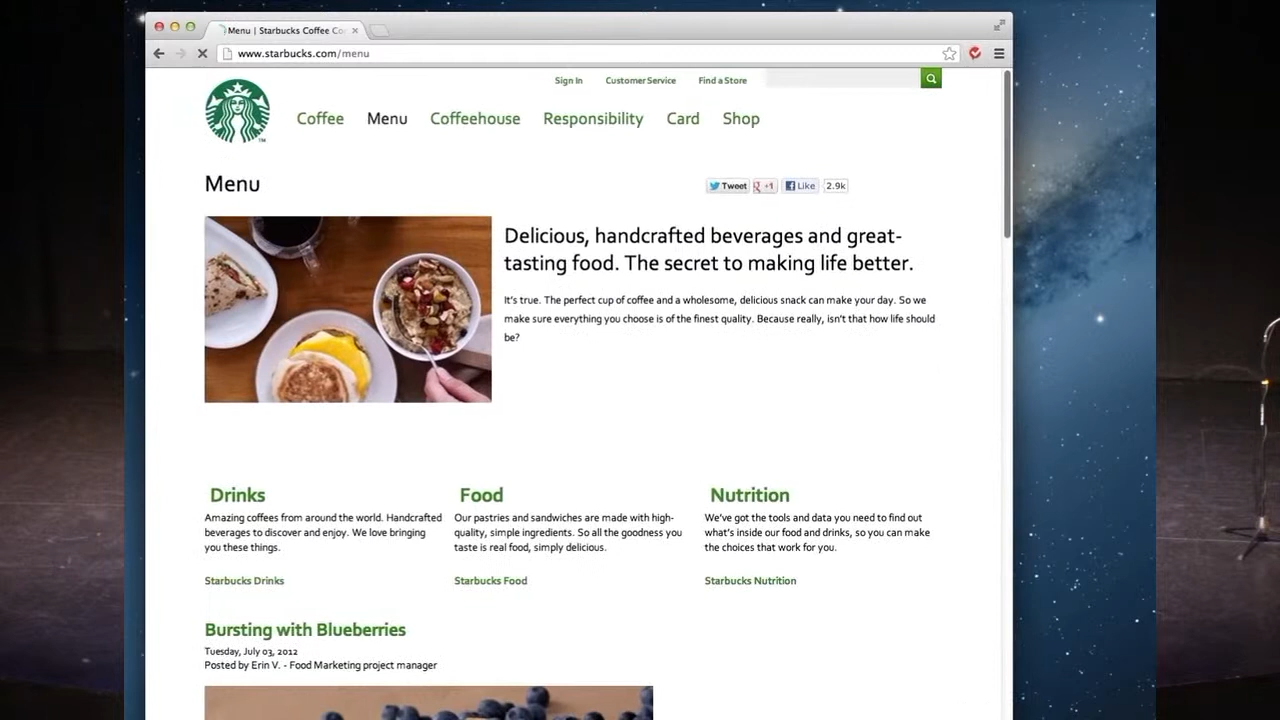 Menu | Starbucks Coffee Co
www.starbucks.com/menu
Sign In Customer Service Find a Store
Coffee Menu Coffeehouse Responsibility Card Shop
TM
Menu
Tweet +1 Like 2.9k
Delicious, handcrafted beverages and great-
tasting food. The secret to making life better.
It's true. The perfect cup of coffee and a wholesome, delicious snack can make your day. So we
make sure everything you choose is of the finest quality. Because really, isn't that how life should
be?
Drinks
Amazing coffees from around the world. Handcrafted
beverages to discover and enjoy. We love bringing
you these things.
Starbucks Drinks
Food
Our pastries and sandwiches are made with high-
quality, simple ingredients. So all the goodness you
taste is real food, simply delicious.
Starbucks Food
Nutrition
We've got the tools and data you need to find out
what's inside our food and drinks, so you can make
the choices that work for you.
Starbucks Nutrition
Bursting with Blueberries
Tuesday, July 03, 2012
Posted by Erin V. - Food Marketing project manager